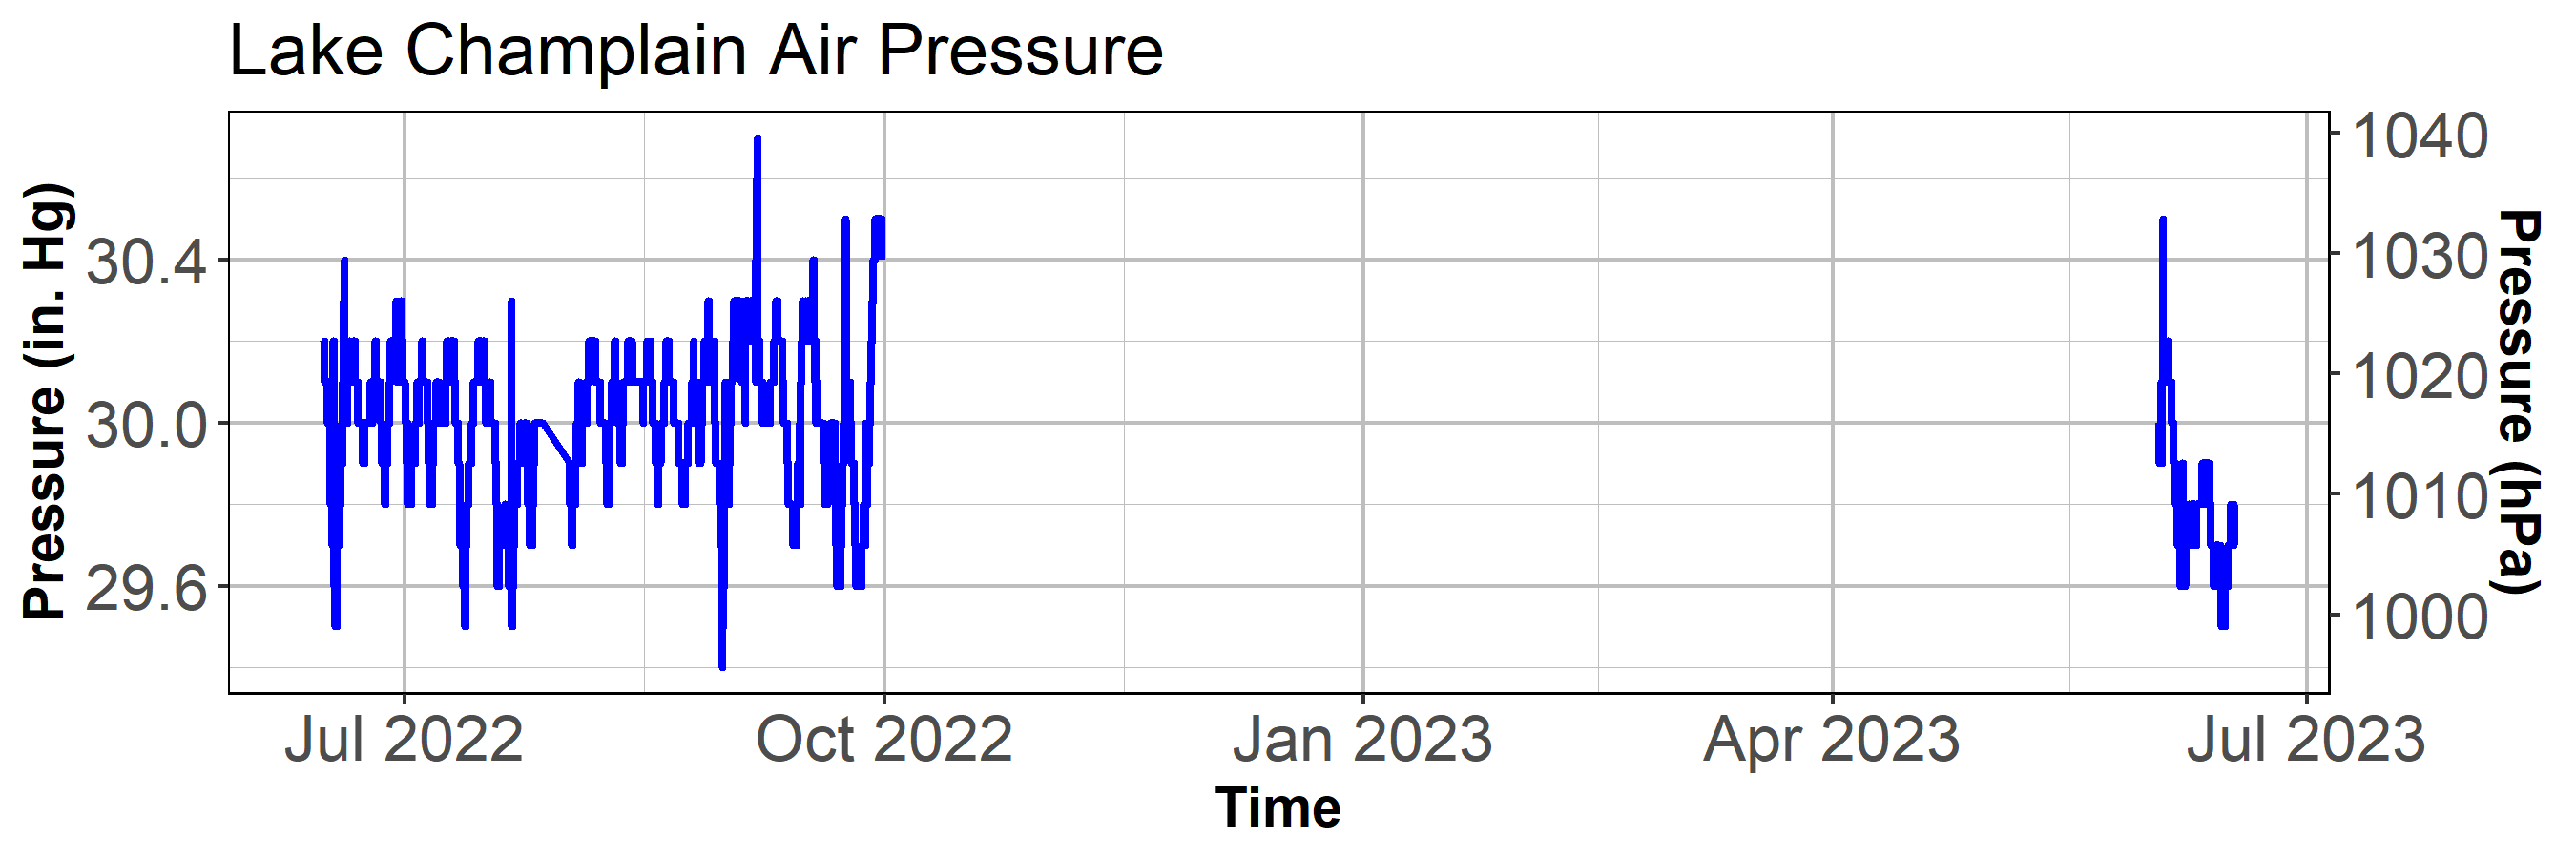 Lake Champlain Air Pressure
Pressure (in. Hg)
30.4
30.0
29.6
1040
1030
1020
1010
1000
Pressure (hPa)
Jul 2022 Oct 2022 Jan 2023 Apr 2023 Jul 2023
Time